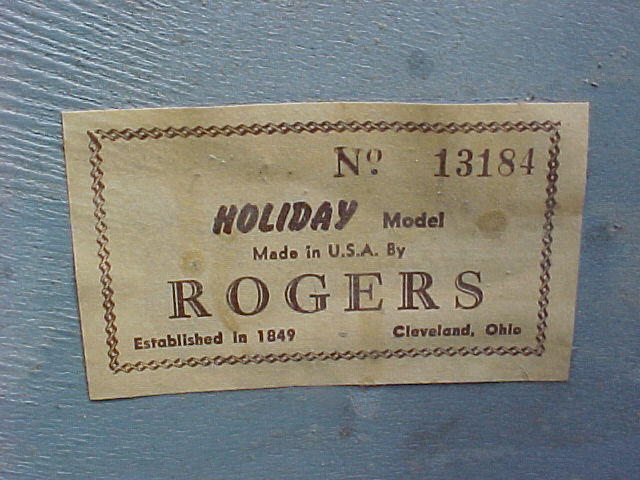 Nº 13184
HOLIDAY Model
Made in U.S.A. By
ROGERS
Established in 1849 Cleveland, Ohio